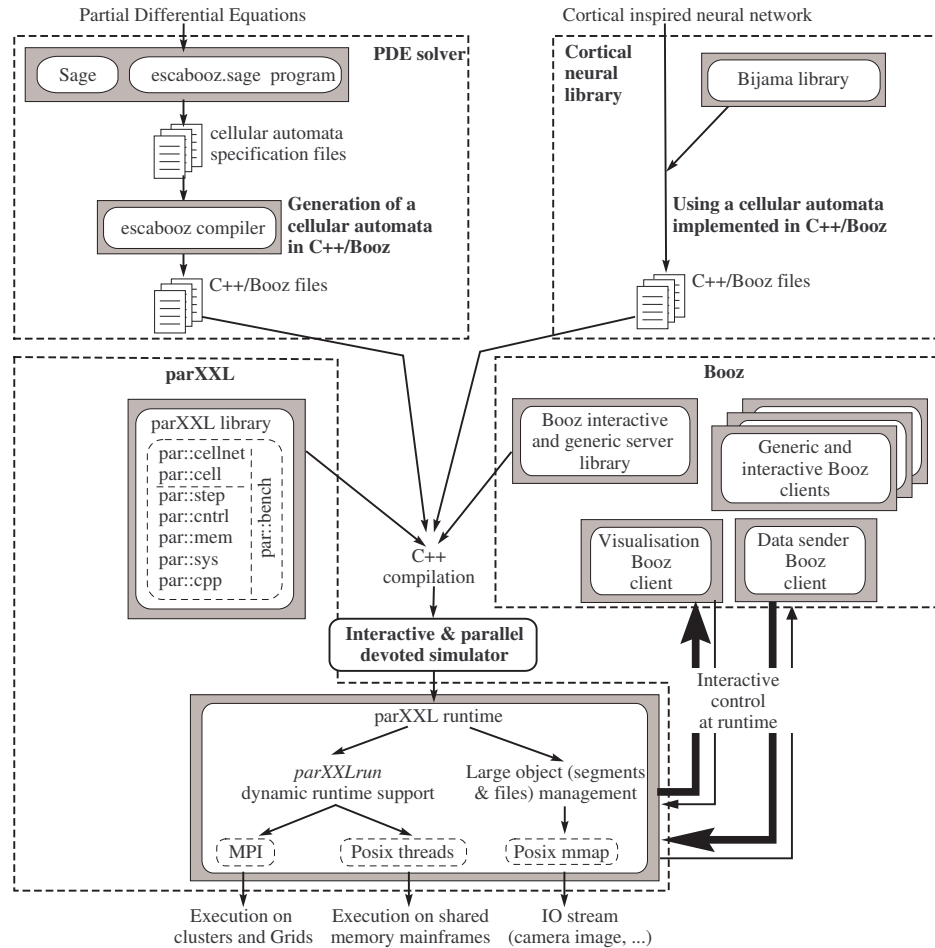 Partial Differential Equations
Cortical inspired neural network
PDE solver
Sage
escabooz.sage program
cellular automata
specification files
Generation of a
cellular automata
in C++/Booz
escabooz compiler
C++/Booz files
Cortical
neural
library
Bijama library
Using a cellular automata
implemented in C++/Booz
C++/Booz files
parXXL
parXXL library
par::cellnet
par::cell
par::step
par::cntrl
par::mem
par::sys
par::cpp
par::bench
Booz
Booz interactive
and generic server
library
Generic and
interactive Booz
clients
Visualisation
Booz
client
Data sender
Booz
client
C++
compilation
Interactive & parallel
devoted simulator
Interactive
control
at runtime
parXXL runtime
parXXLrun
dynamic runtime support
Large object (segments
& files) management
MPI
Posix threads
Posix mmap
Execution on
clusters and Grids
Execution on shared
memory mainframes
IO stream
(camera image, ...)